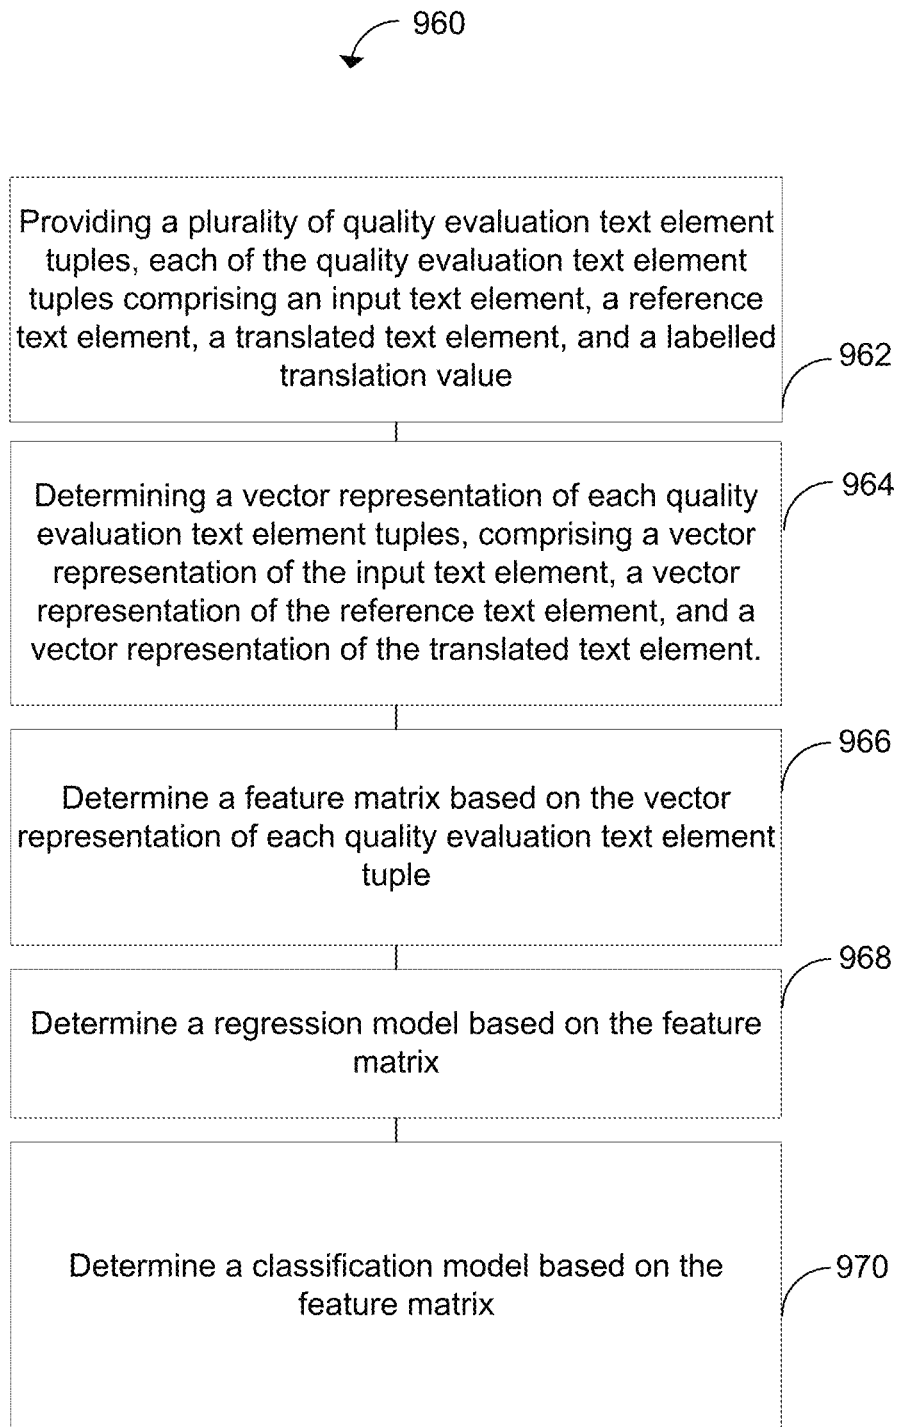 960
Providing a plurality of quality evaluation text element
tuples, each of the quality evaluation text element
tuples comprising an input text element, a reference
text element, a translated text element, and a labelled
translation value
962
Determining a vector representation of each quality
evaluation text element tuples, comprising a vector
representation of the input text element, a vector
representation of the reference text element, and a
vector representation of the translated text element.
964
Determine a feature matrix based on the vector
representation of each quality evaluation text element
tuple
966
Determine a regression model based on the feature
matrix
968
Determine a classification model based on the
feature matrix
970